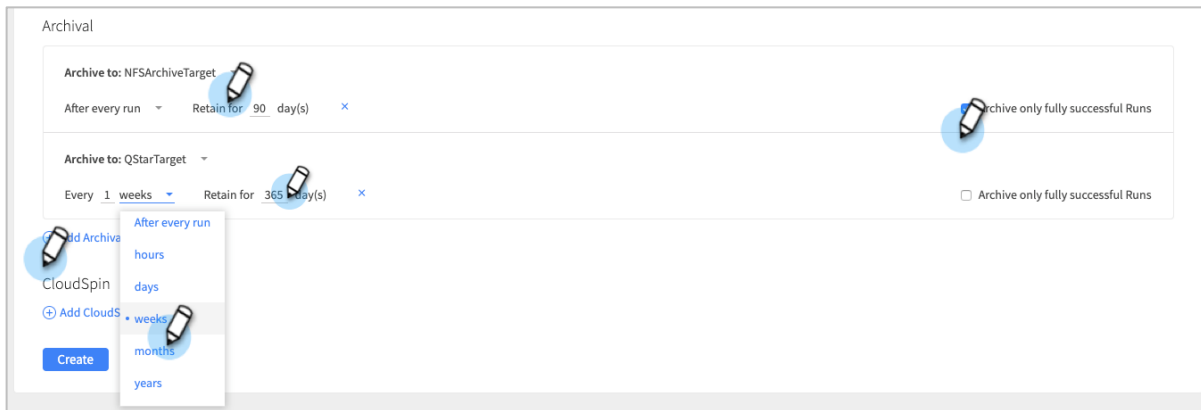 Archival
Archive to: NFSArchiveTarget
After every run Retain for 90 day(s) ×
Archive only fully successful Runs
Archive to: QStarTarget
Every 1 weeks Retain for 365 day(s) ×
Archive only fully successful Runs
After every run
hours
days
weeks
months
years
Add Archiva
CloudSpin
Add CloudS
Create